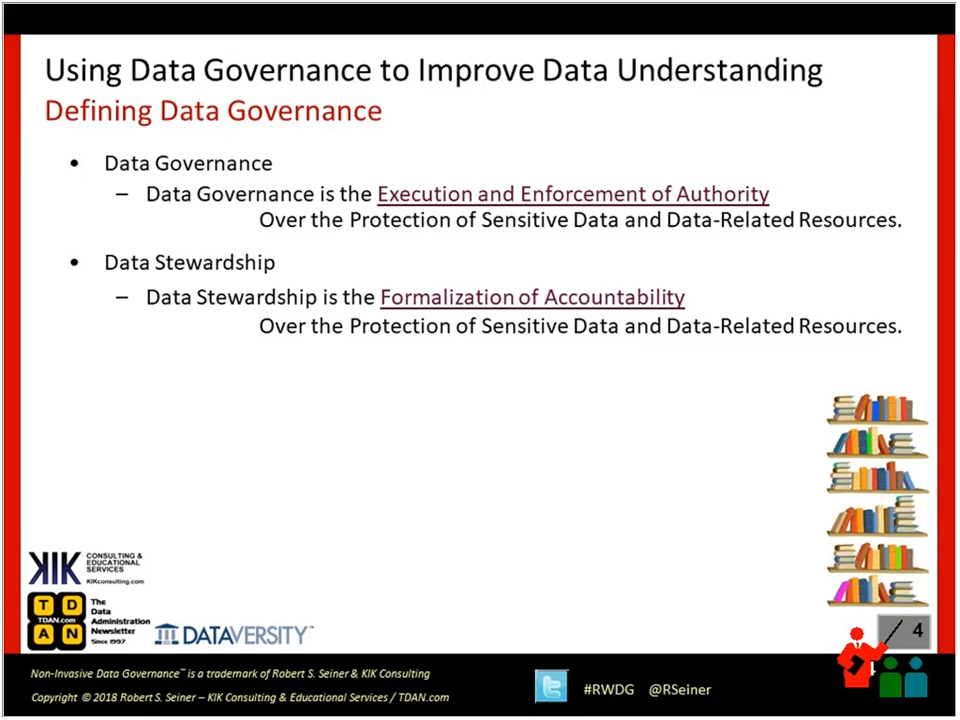 Using Data Governance to Improve Data Understanding
Defining Data Governance
• Data Governance
– Data Governance is the Execution and Enforcement of Authority
Over the Protection of Sensitive Data and Data-Related Resources.
• Data Stewardship
– Data Stewardship is the Formalization of Accountability
Over the Protection of Sensitive Data and Data-Related Resources.
KIK CONSULTING & EDUCATIONAL SERVICES
KIKconsulting.com
T D
TDAN.com
A N
The
Data
Administration
Newsletter
Since 1997
DATAVERSITY™
4
4
Non-Invasive Data Governance™ is a trademark of Robert S. Seiner & KIK Consulting
Copyright © 2018 Robert S. Seiner – KIK Consulting & Educational Services / TDAN.com
#RWDG @RSeiner